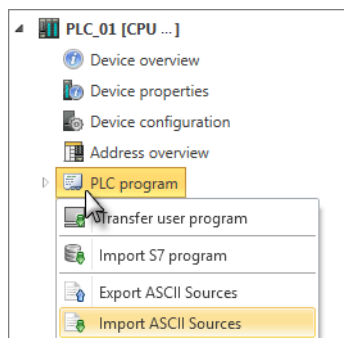 PLC_01 [CPU ...]
Device overview
Device properties
Device configuration
Address overview
PLC program
Transfer user program
Import S7 program
Export ASCII Sources
Import ASCII Sources